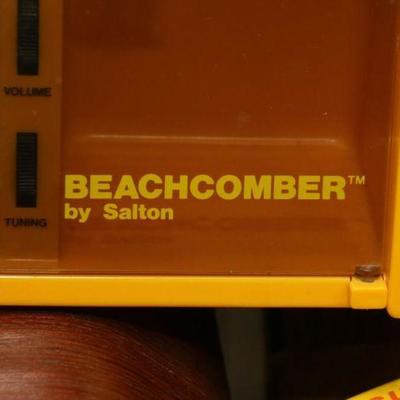 VOLUME
TUNING
BEACHCOMBER™
by Salton